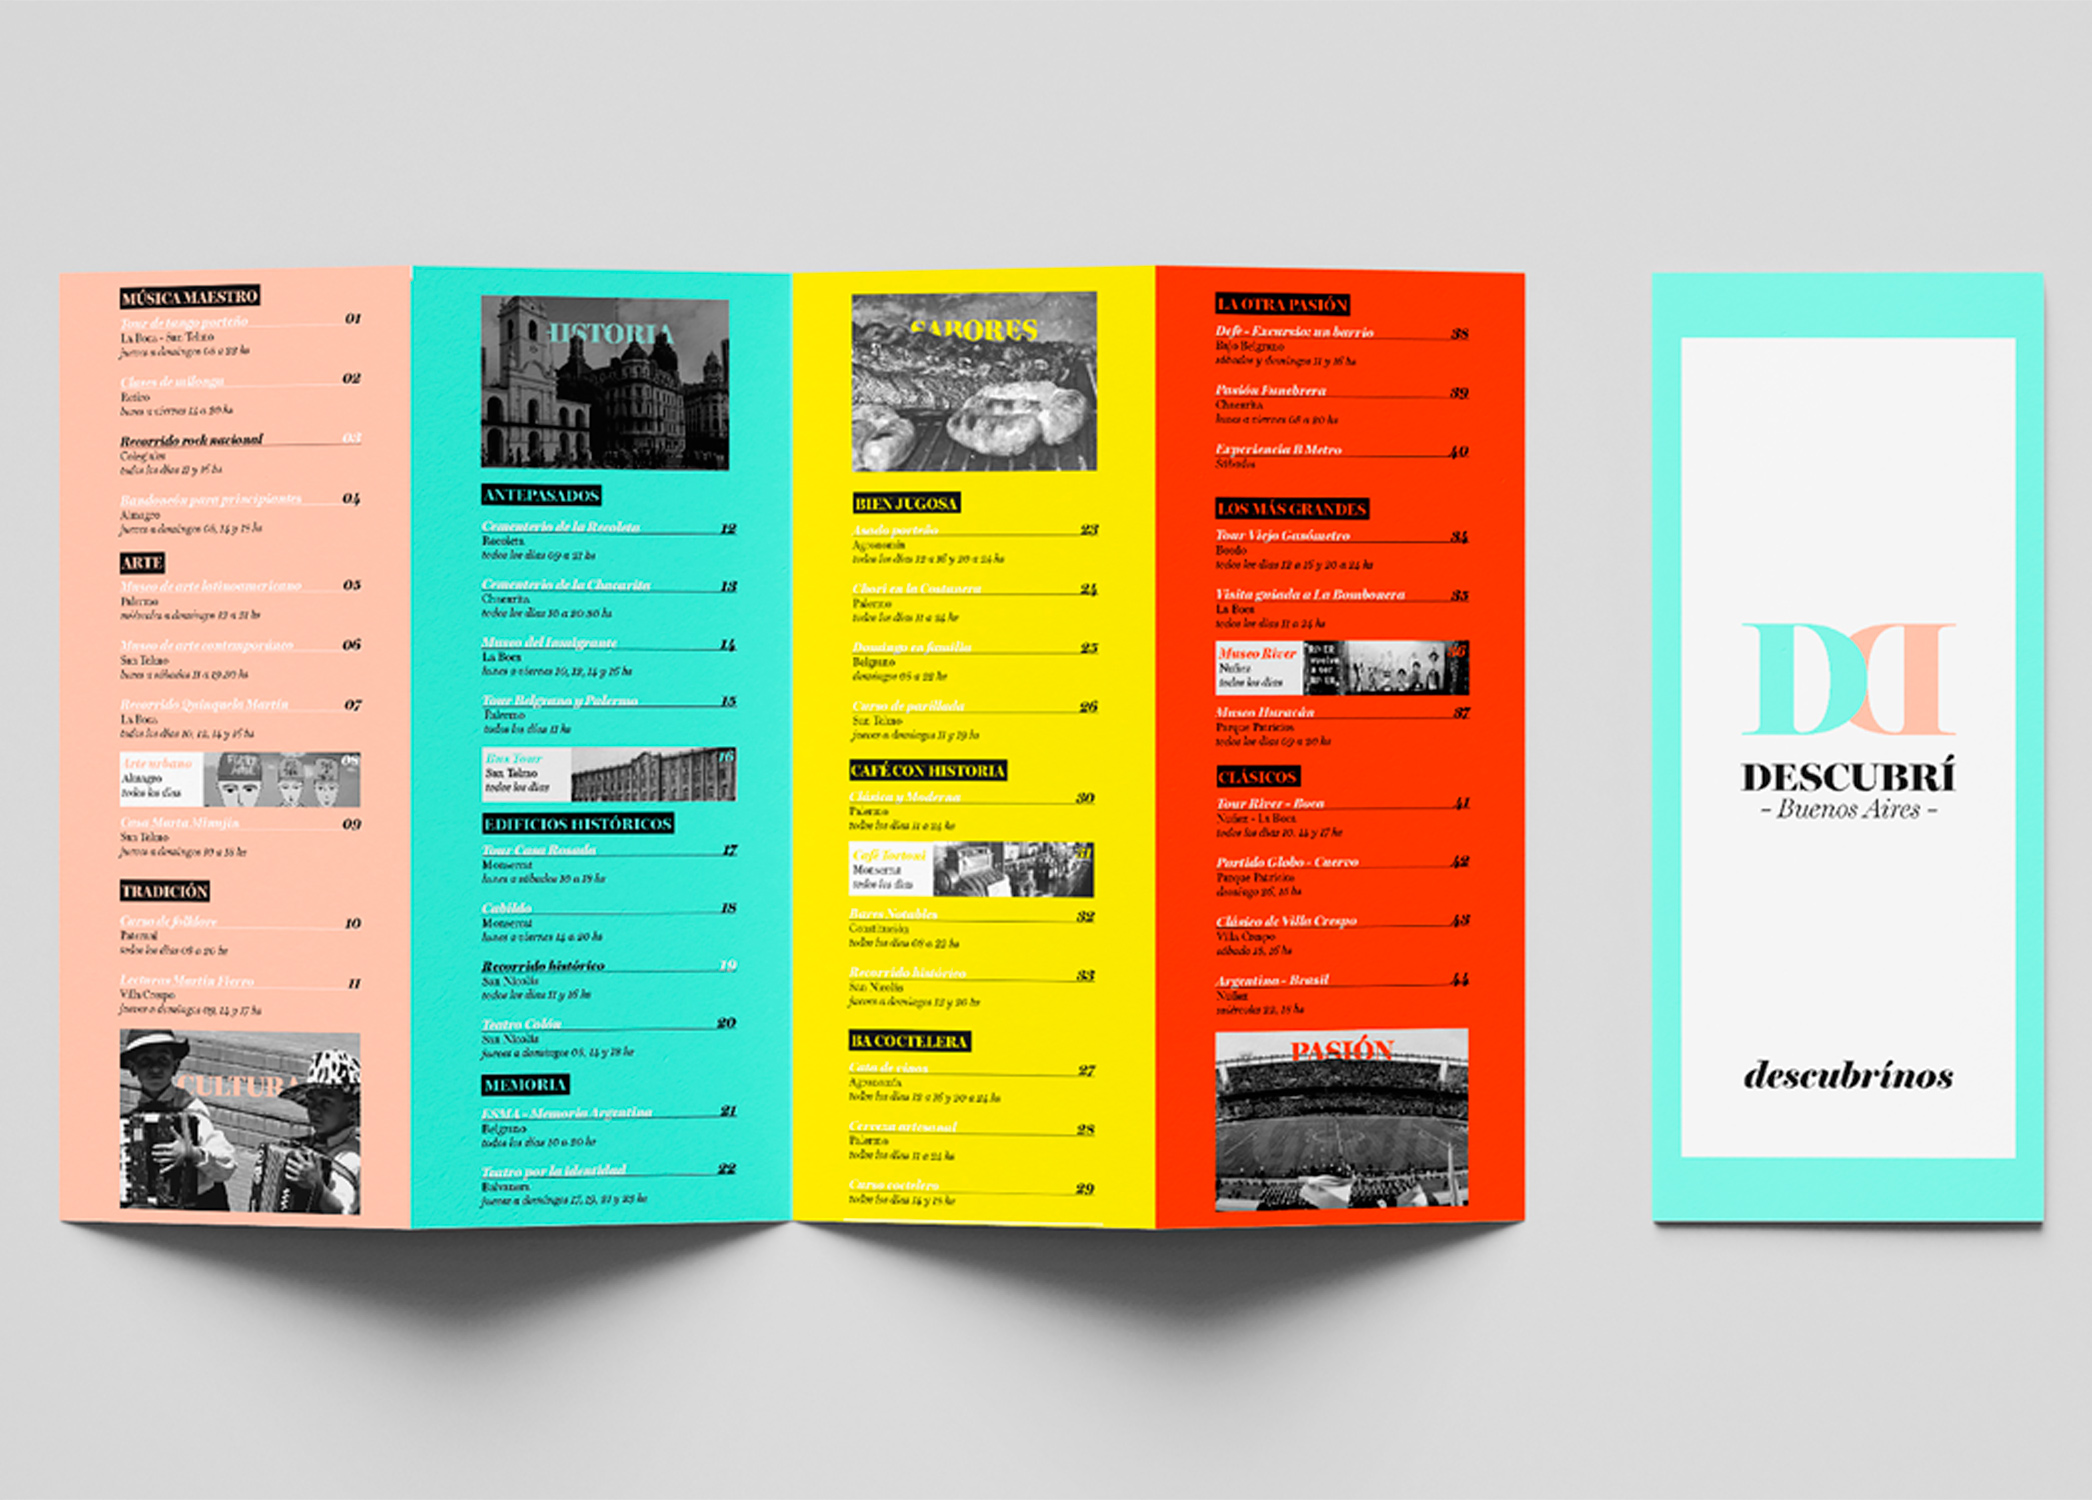 MÚSICA MAESTRO
Tour de tango porteño 01
La Boca - San Telmo
jueves a domingos 08 a 22 hs
Clases de milonga 02
Retiro
lunes a viernes 14 a 20 hs
Recorrido rock nacional 03
Colegiales
todos los días 11 y 16 hs
Bandoneón para principiantes 04
Almagro
jueves a domingos 08, 14 y 18 hs
ARTE
Museo de arte latinoamericano 05
Palermo
miércoles a domingos 12 a 21 hs
Museo de arte contemporáneo 06
San Telmo
lunes a sábados 11 a 19.30 hs
Recorrido Quinquela Martín 07
La Boca
todos los días 10, 12, 14 y 16 hs
Arte urbano 08
Almagro
todos los días
Casa Marta Minujín 09
San Telmo
jueves a domingos 10 a 18 hs
TRADICIÓN
Curso de folklore 10
Paternal
todos los días 08 a 20 hs
Lecturas Martín Fierro 11
Villa Crespo
jueves a domingos 09, 14 y 17 hs
CULTURA
HISTORIA
ANTEPASADOS
Cementerio de la Recoleta 12
Recoleta
todos los días 09 a 21 hs
Cementerio de la Chacarita 13
Chacarita
todos los días 10 a 20:30 hs
Museo del Inmigrante 14
La Boca
lunes a viernes 10, 12, 14 y 16 hs
Tour Belgrano y Palermo 15
Palermo
todos los días 11 hs
Bus Tour 16
San Telmo
todos los días
EDIFICIOS HISTÓRICOS
Tour Casa Rosada 17
Monserrat
lunes a sábados 10 a 19 hs
Cabildo 18
Monserrat
lunes a viernes 14 a 20 hs
Recorrido histórico 19
San Nicolás
todos los días 11 y 16 hs
Teatro Colón 20
San Nicolás
jueves a domingos 08, 14 y 18 hs
MEMORIA
ESMA - Memoria Argentina 21
Belgrano
todos los días 10 a 20 hs
Teatro por la identidad 22
Balvanera
jueves a domingos 17, 19, 21 y 23 hs
SABORES
BIEN JUGOSA
Asado porteño 23
Agronomía
todos los días 12 a 16 y 20 a 24 hs
Chori en la Costanera 24
Palermo
todos los días 11 a 24 hs
Domingo en familia 25
Belgrano
domingos 08 a 22 hs
Curso de parillada 26
San Telmo
jueves a domingos 11 y 19 hs
CAFÉ CON HISTORIA
Clásica y Moderna 30
Palermo
todos los días 11 a 24 hs
Café Tortoni 31
Monserrat
todos los días
Bares Notables 32
Constitución
todos los días 08 a 22 hs
Recorrido histórico 33
San Nicolás
jueves a domingos 12 y 20 hs
BA COCTELERA
Cata de vinos 27
Agronomía
todos los días 12 a 16 y 20 a 24 hs
Cerveza artesanal 28
Palermo
todos los días 11 a 24 hs
Curso coctelero 29
todos los días 14 y 19 hs
LA OTRA PASIÓN
Defe - Excursio: un barrio 38
Bajo Belgrano
sábados y domingos 11 y 16 hs
Pasión Funebrera 39
Chacarita
lunes a viernes 08 a 20 hs
Experiencia B Metro 40
Sábados
LOS MÁS GRANDES
Tour Viejo Gasómetro 34
Boedo
todos los días 12 a 16 y 20 a 24 hs
Visita guiada a La Bombonera 35
La Boca
todos los días 11 a 24 hs
Museo River 36
Nuñez
todos los días
Museo Huracán 37
Parque Patricios
todos los días 09 a 20 hs
CLÁSICOS
Tour River - Boca 41
Nuñez - La Boca
todos los días 10, 14 y 17 hs
Partido Globo - Cuervo 42
Parque Patricios
domingo 26, 18 hs
Clásico de Villa Crespo 43
Villa Crespo
sábado 18, 16 hs
Argentina - Brasil 44
Nuñez
miércoles 22, 18 hs
PASIÓN
DD
DESCUBRÍ
- Buenos Aires -
descubrínos